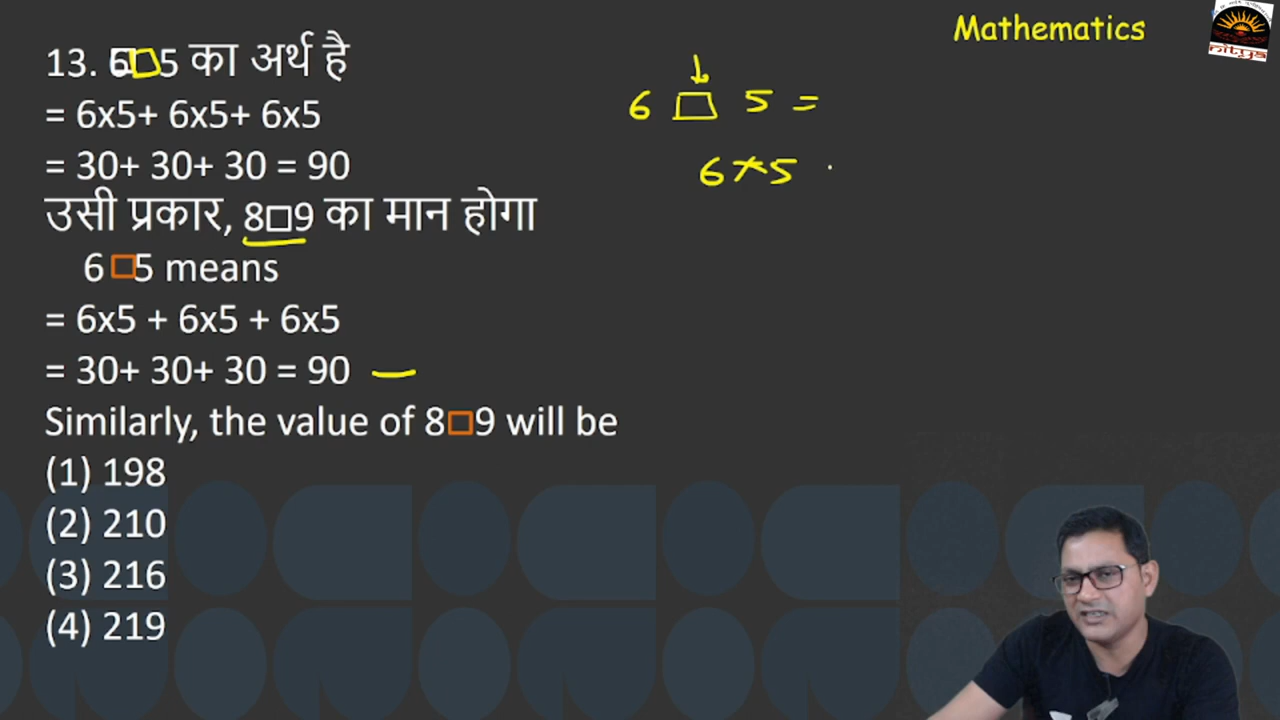 Mathematics
nitya
13. 6□5 का अर्थ है
= 6x5+ 6x5+ 6x5
= 30+ 30+ 30 = 90
उसी प्रकार, 8□9 का मान होगा
6□5 means
= 6x5 + 6x5 + 6x5
= 30+ 30+ 30 = 90
Similarly, the value of 8□9 will be
(1) 198
(2) 210
(3) 216
(4) 219
6 □ 5 =
6×5